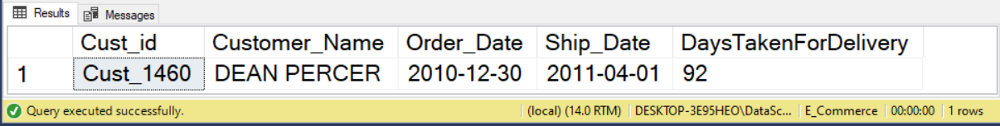 Results Messages
Cust_id Customer_Name Order_Date Ship_Date DaysTakenForDelivery
1 Cust_1460 DEAN PERCER 2010-12-30 2011-04-01 92
Query executed successfully. (local) (14.0 RTM) DESKTOP-3E95HEO\DataSc... E_Commerce 00:00:00 1 rows